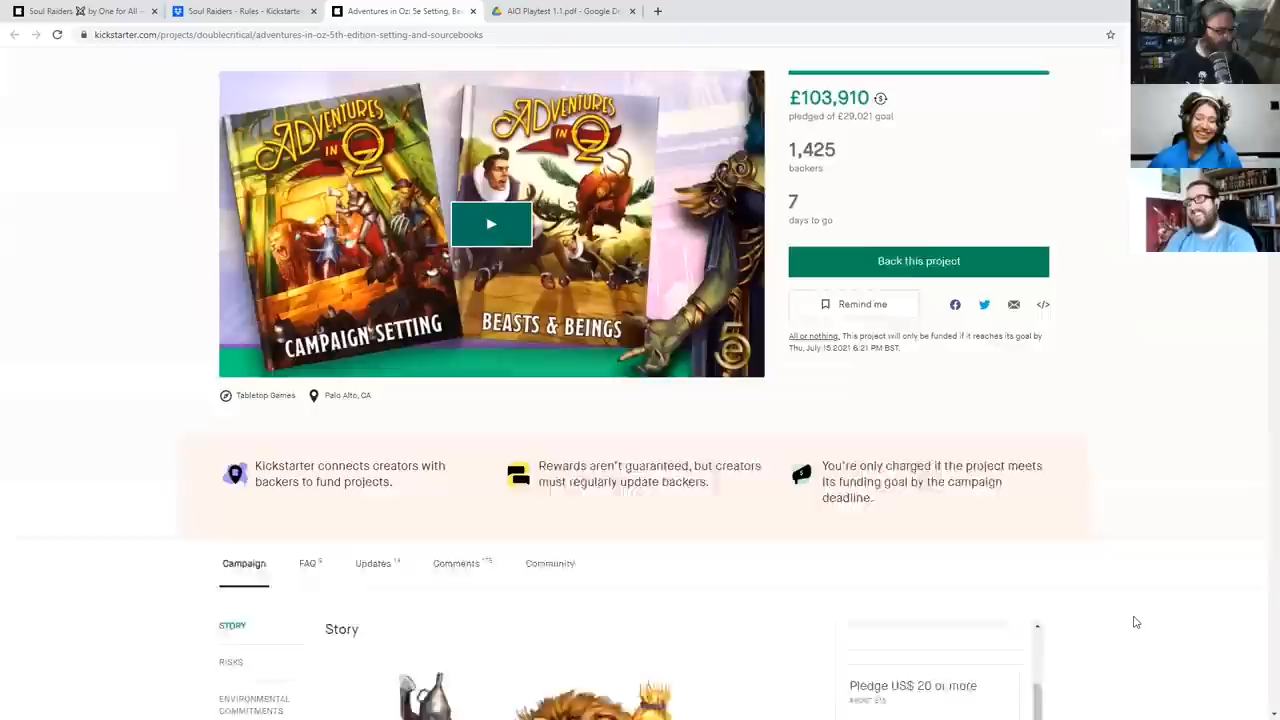 Soul Raiders by One for All
Soul Raiders - Rules - Kickstarte
Adventures in Oz: 5e Setting, Be
AIO Playtest 1-1.pdf - Google D
kickstarter.com/projects/doublecritical/adventures-in-oz-5th-edition-setting-and-sourcebooks
ADVENTURES
IN OZ
CAMPAIGN SETTING
ADVENTURES
IN OZ
BEASTS & BEINGS
5
£103,910
pledged of £29,021 goal
1,425
backers
7
days to go
Back this project
Remind me
All or nothing. This project will only be funded if it reaches its goal by
Thu, July 15 2021 6:21 PM BST.
Tabletop Games
Palo Alto, CA
Kickstarter connects creators with
backers to fund projects.
Rewards aren't guaranteed, but creators
must regularly update backers.
You're only charged if the project meets
its funding goal by the campaign
deadline.
Campaign
FAQ
Updates
Comments
Community
STORY
RISKS
ENVIRONMENTAL
COMMITMENTS
Story
Pledge US$ 20 or more